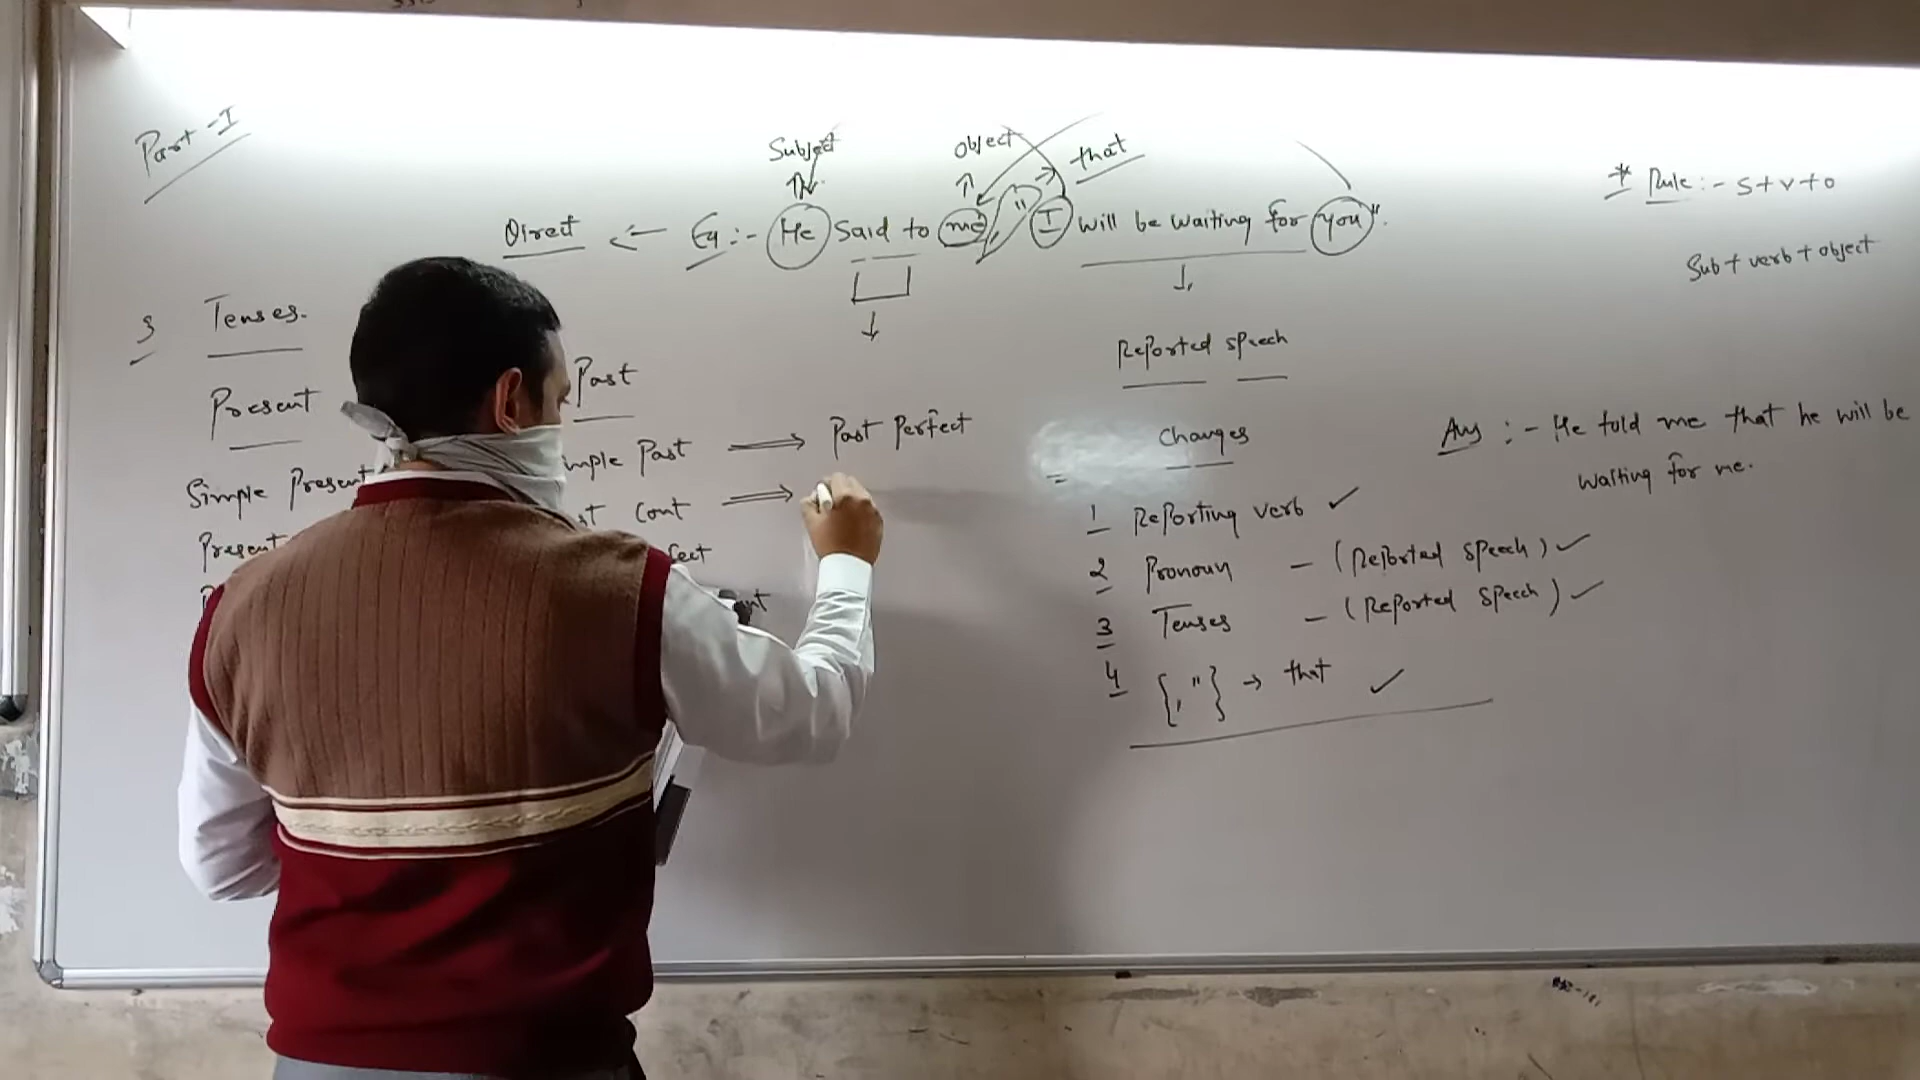 Part-I
Subject
object
that
* Rule :- S+V+O
Direct ← Eg :- He Said to me, " I will be waiting for you".
Sub + verb + object
3 Tenses.
Reported speech
Present
Past
Simple Present
Past
⟹ Past Perfect
Changes
Ans :- He told me that he will be
waiting for me.
Present
Cont ⟹
1 Reporting verb ✓
2 Pronoun - (Reported Speech) ✓
3 Tenses - (Reported Speech) ✓
4 {, "} → that ✓